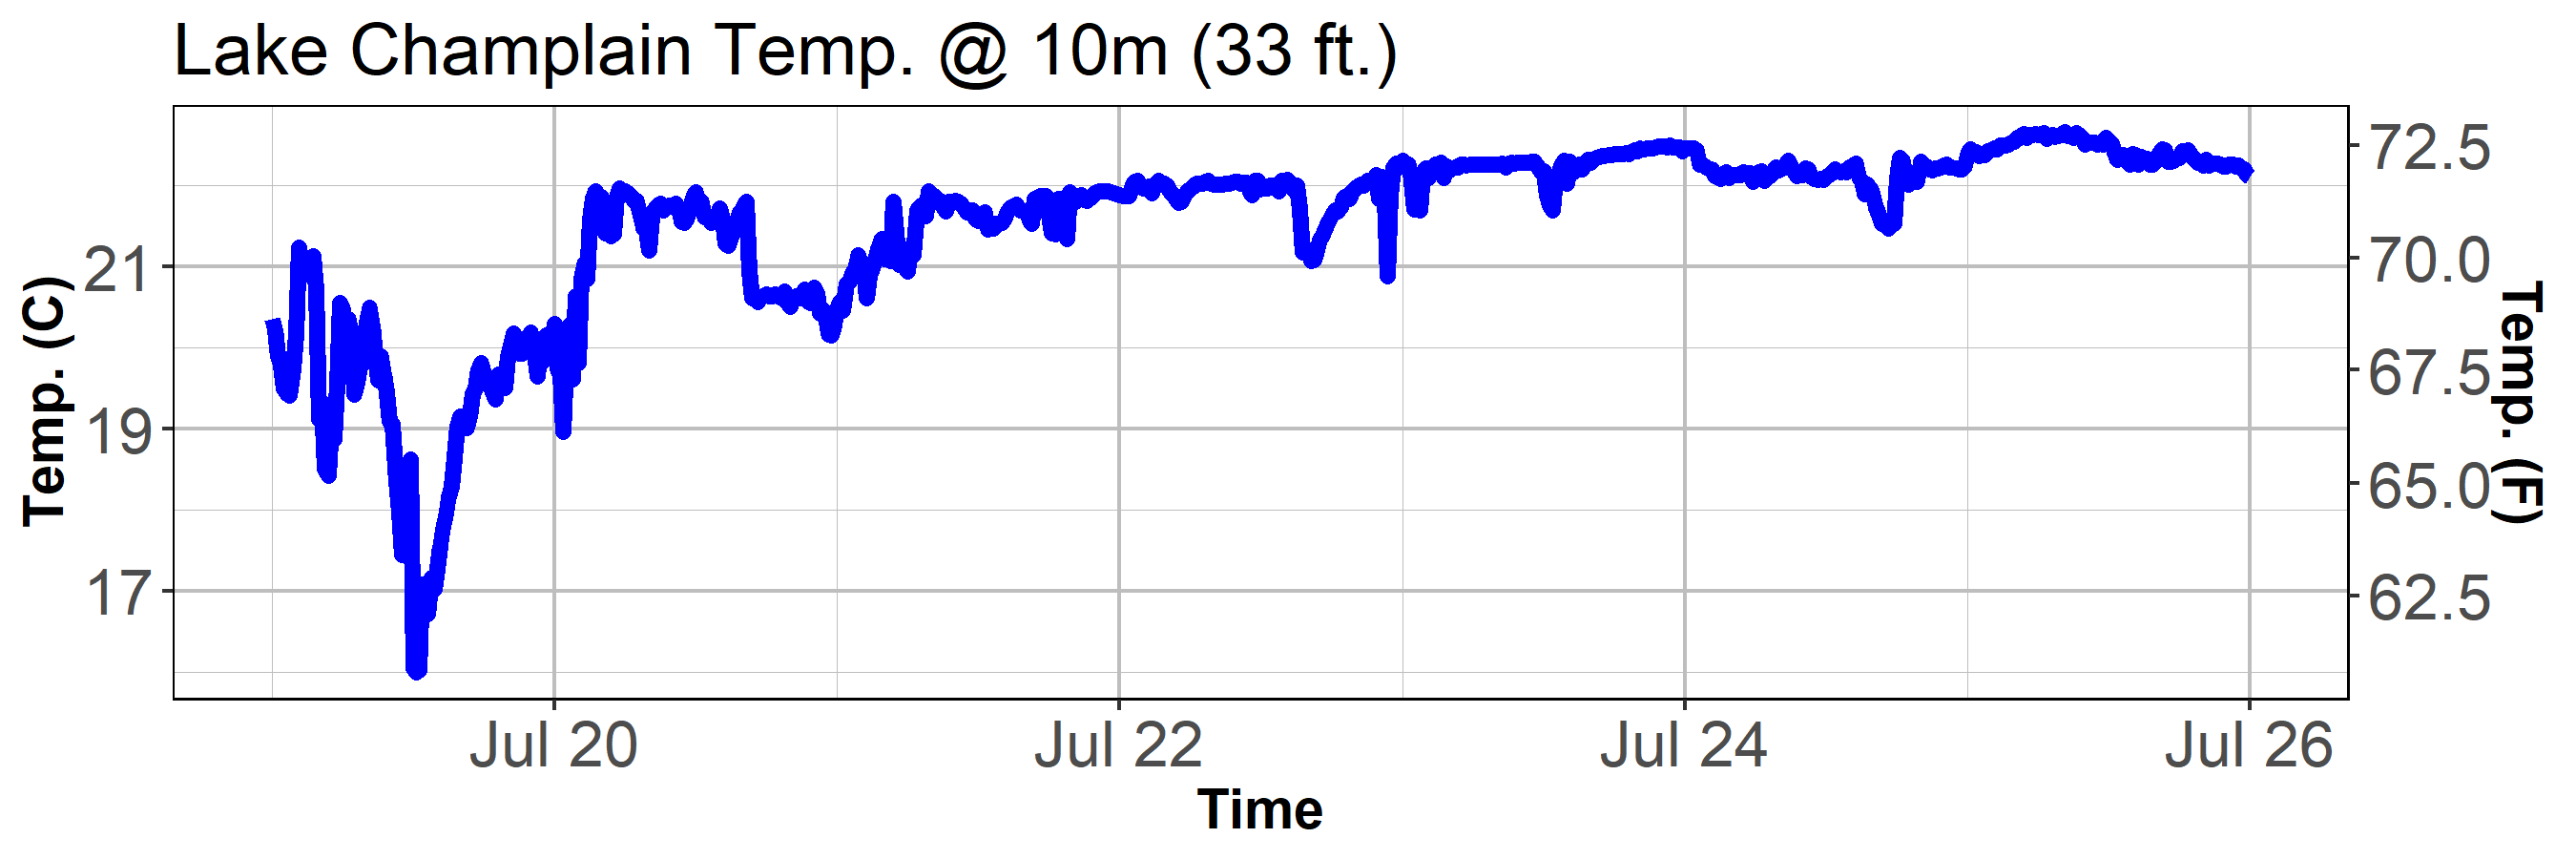 Lake Champlain Temp. @ 10m (33 ft.)
Temp. (C)
21
19
17
72.5
70.0
67.5
65.0
62.5
Temp. (F)
Jul 20
Jul 22
Jul 24
Jul 26
Time